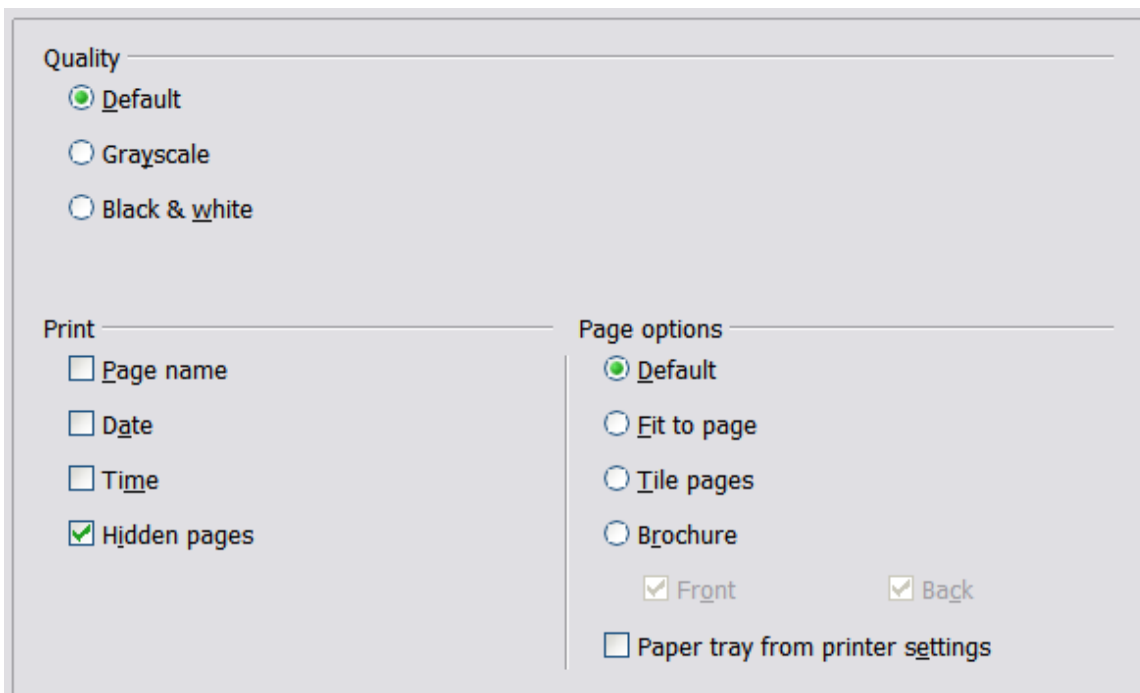 Quality
Default
Grayscale
Black & white
Print
Page name
Date
Time
Hidden pages
Page options
Default
Fit to page
Tile pages
Brochure
Front Back
Paper tray from printer settings